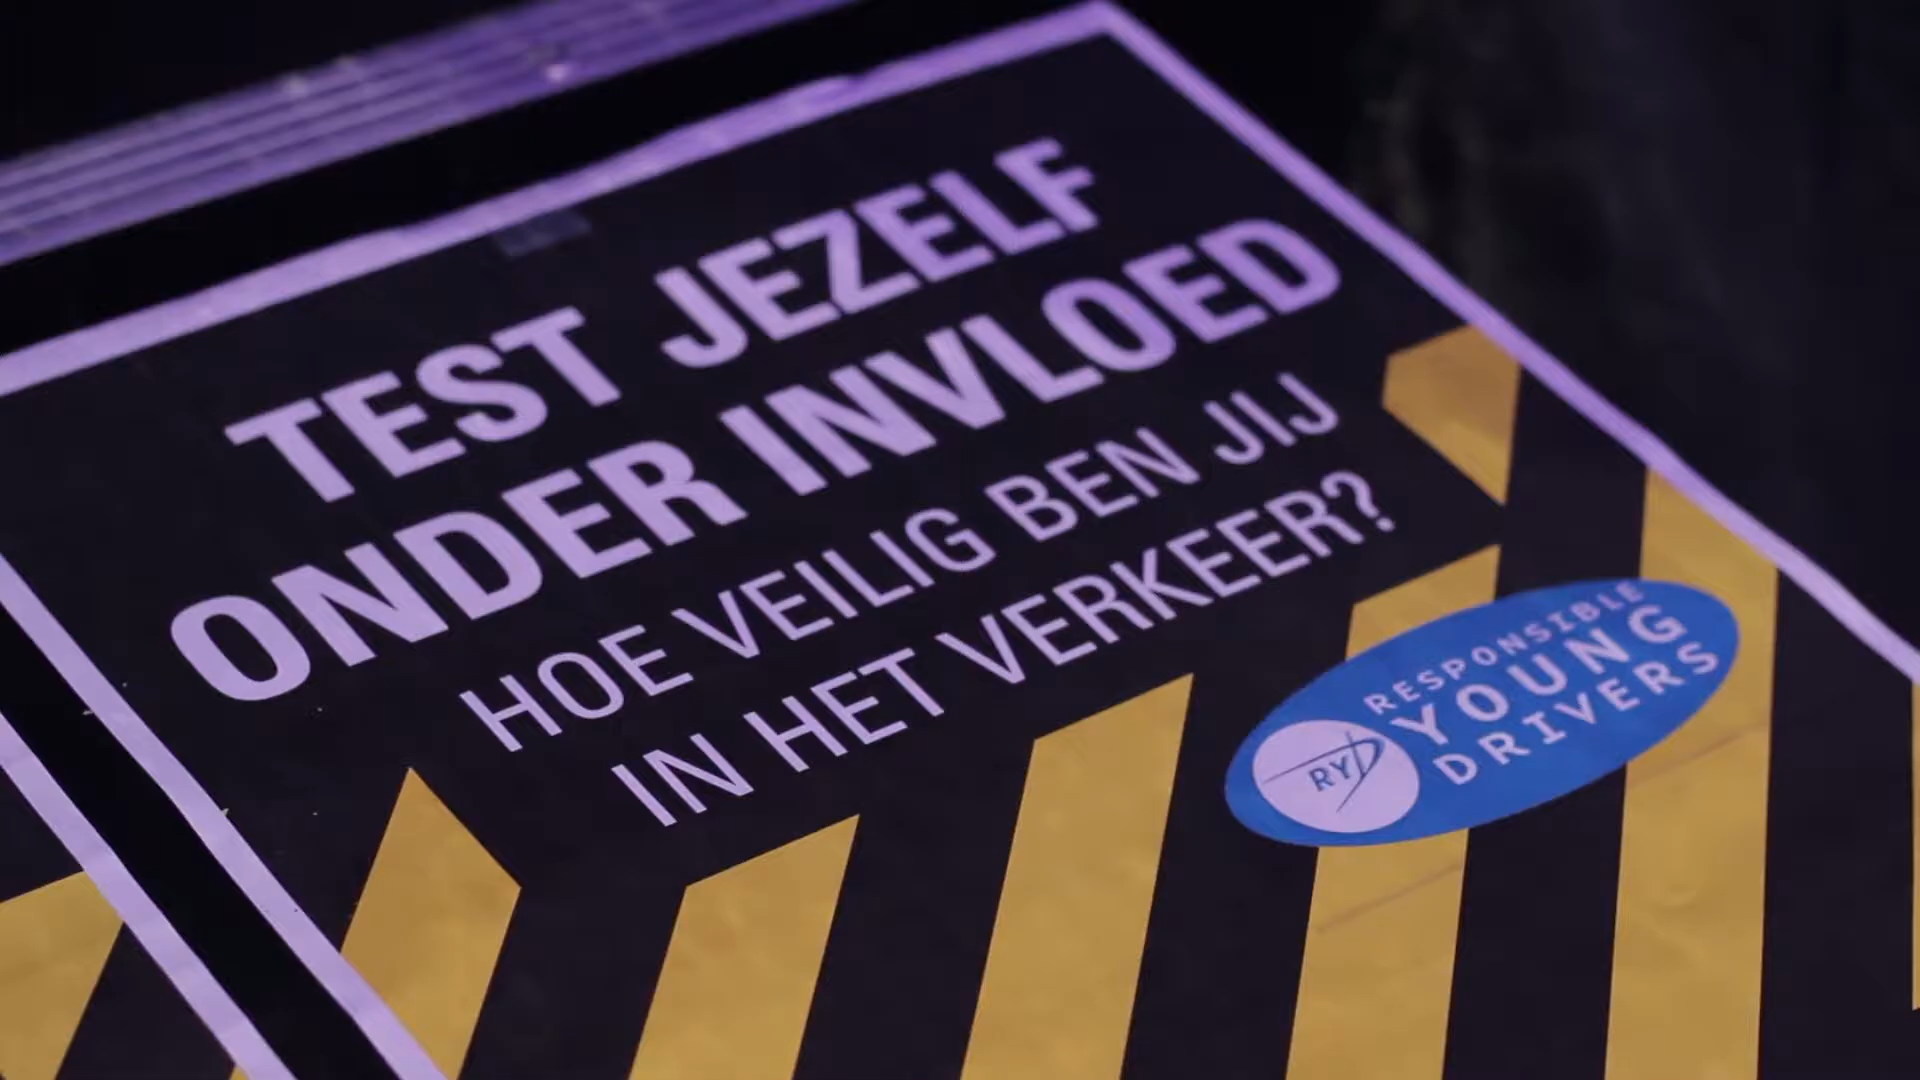 TEST JEZELF
ONDER INVLOED
HOE VEILIG BEN JIJ
IN HET VERKEER?
RESPONSIBLE
YOUNG
DRIVERS
RYD